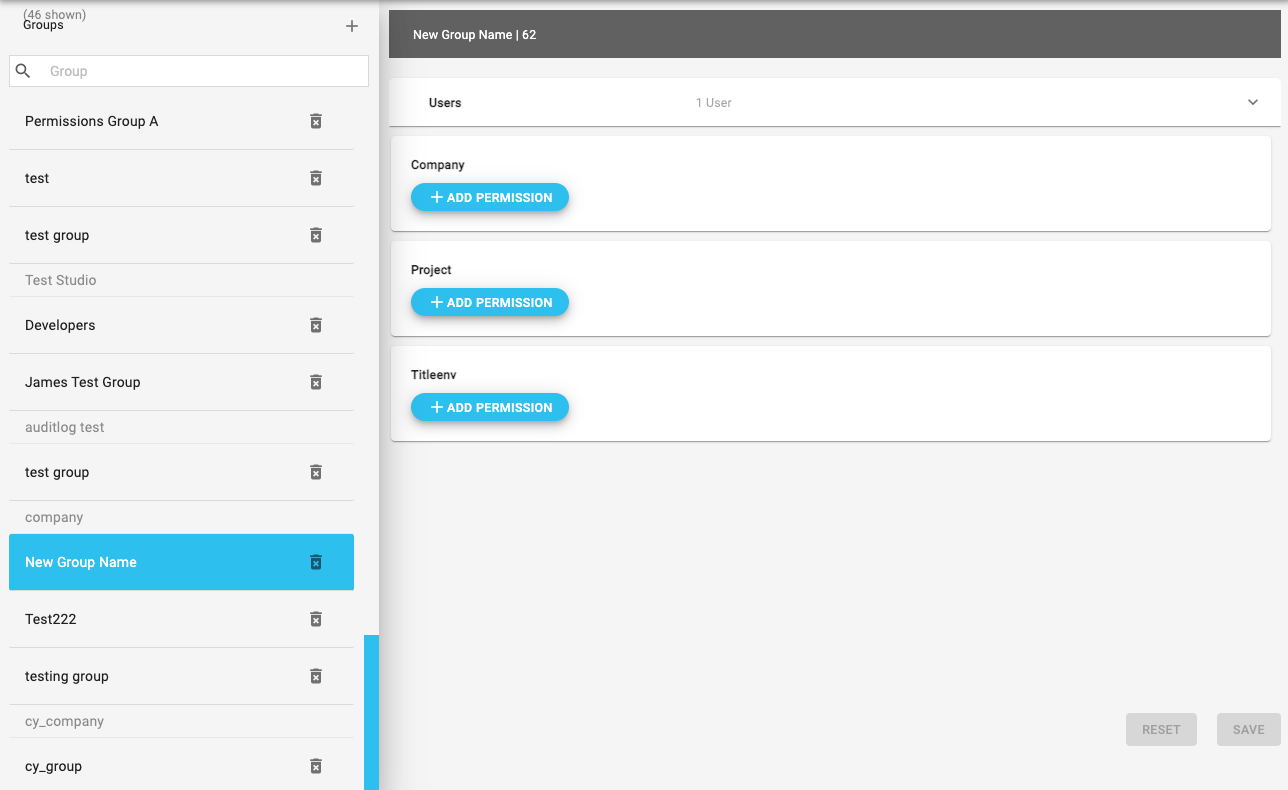 (46 shown)
Groups
Group
Permissions Group A
test
test group
Test Studio
Developers
James Test Group
auditlog test
test group
company
New Group Name
Test222
testing group
cy_company
cy_group
New Group Name | 62
Users 1 User
Company
ADD PERMISSION
Project
ADD PERMISSION
Titleenv
ADD PERMISSION
RESET SAVE